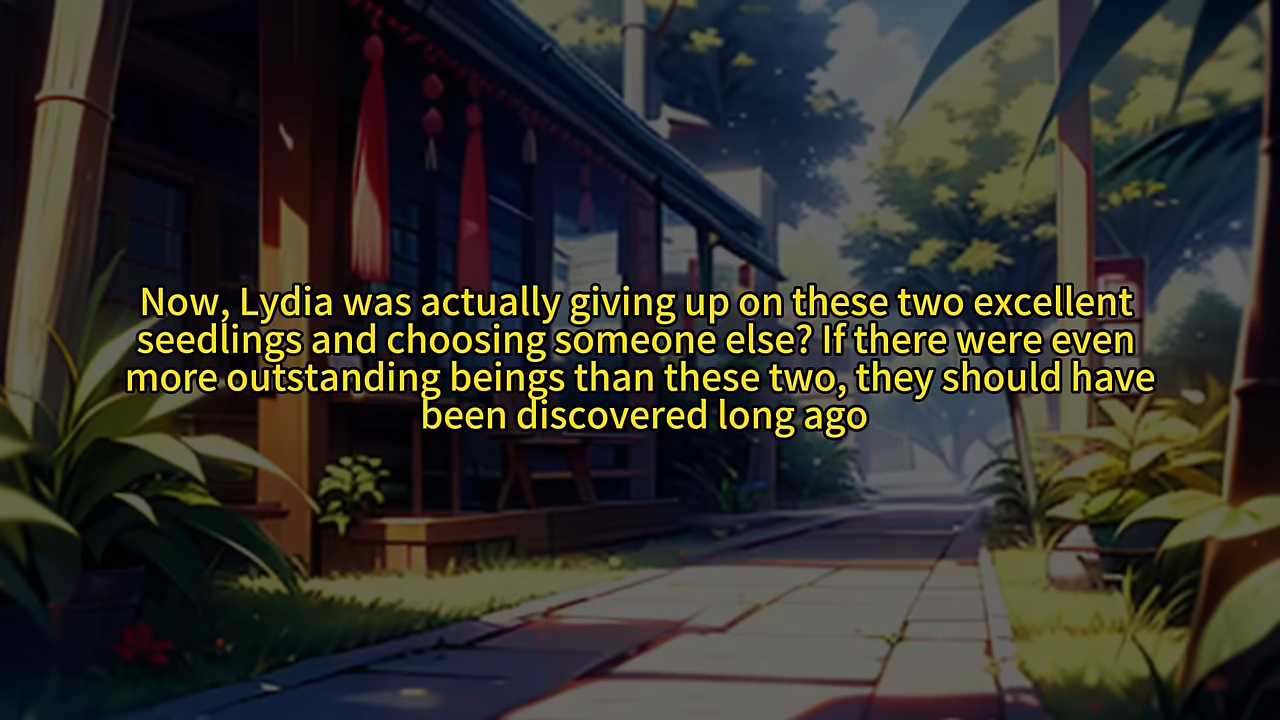 Now, Lydia was actually giving up on these two excellent
seedlings and choosing someone else? If there were even
more outstanding beings than these two, they should have
been discovered long ago